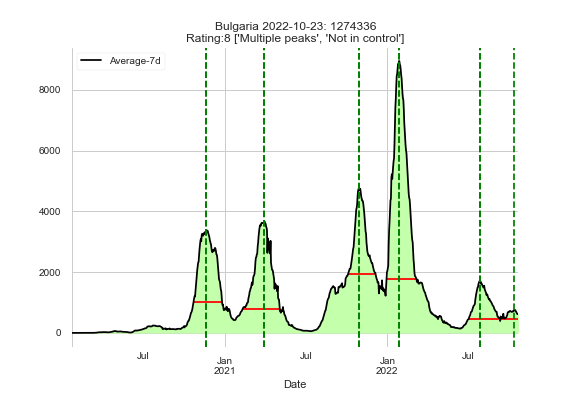 Bulgaria 2022-10-23: 1274336
Rating:8 ['Multiple peaks', 'Not in control']
Average-7d
8000
6000
4000
2000
0
Jul
Jan
2021
Jul
Jan
2022
Jul
Date